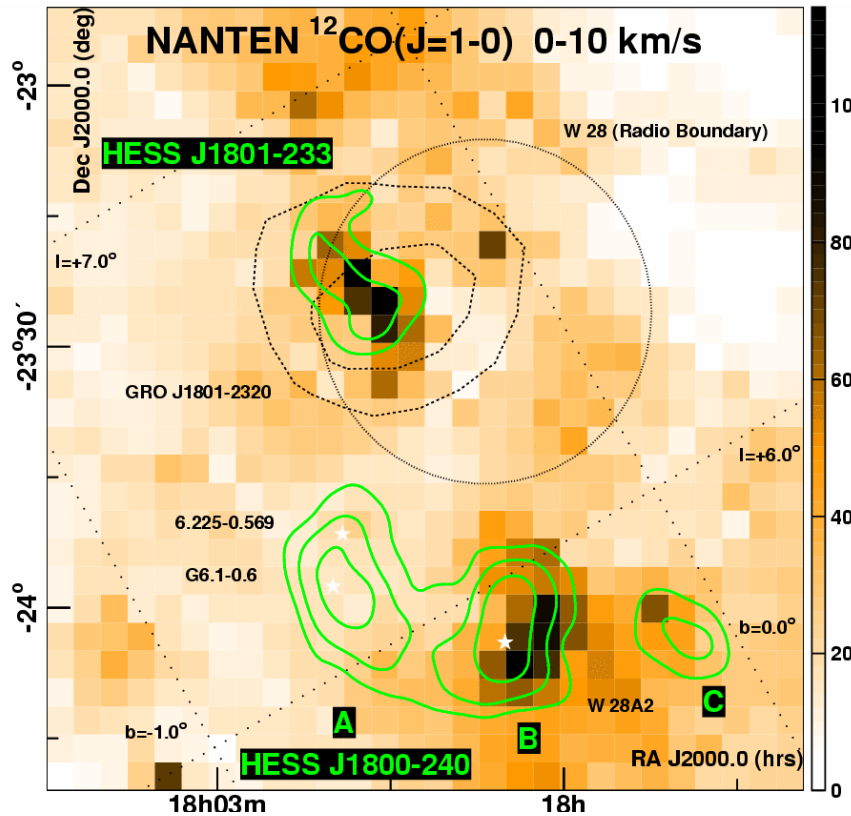 NANTEN ¹²CO(J=1-0) 0-10 km/s
Dec J2000.0 (deg)
-23°
W 28 (Radio Boundary)
HESS J1801-233
l=+7.0°
-23°30´
GRO J1801-2320
l=+6.0°
6.225-0.569
G6.1-0.6
-24°
b=0.0°
W 28A2
A
B
C
b=-1.0°
HESS J1800-240
RA J2000.0 (hrs)
18h03m
18h
10
80
60
40
20
0